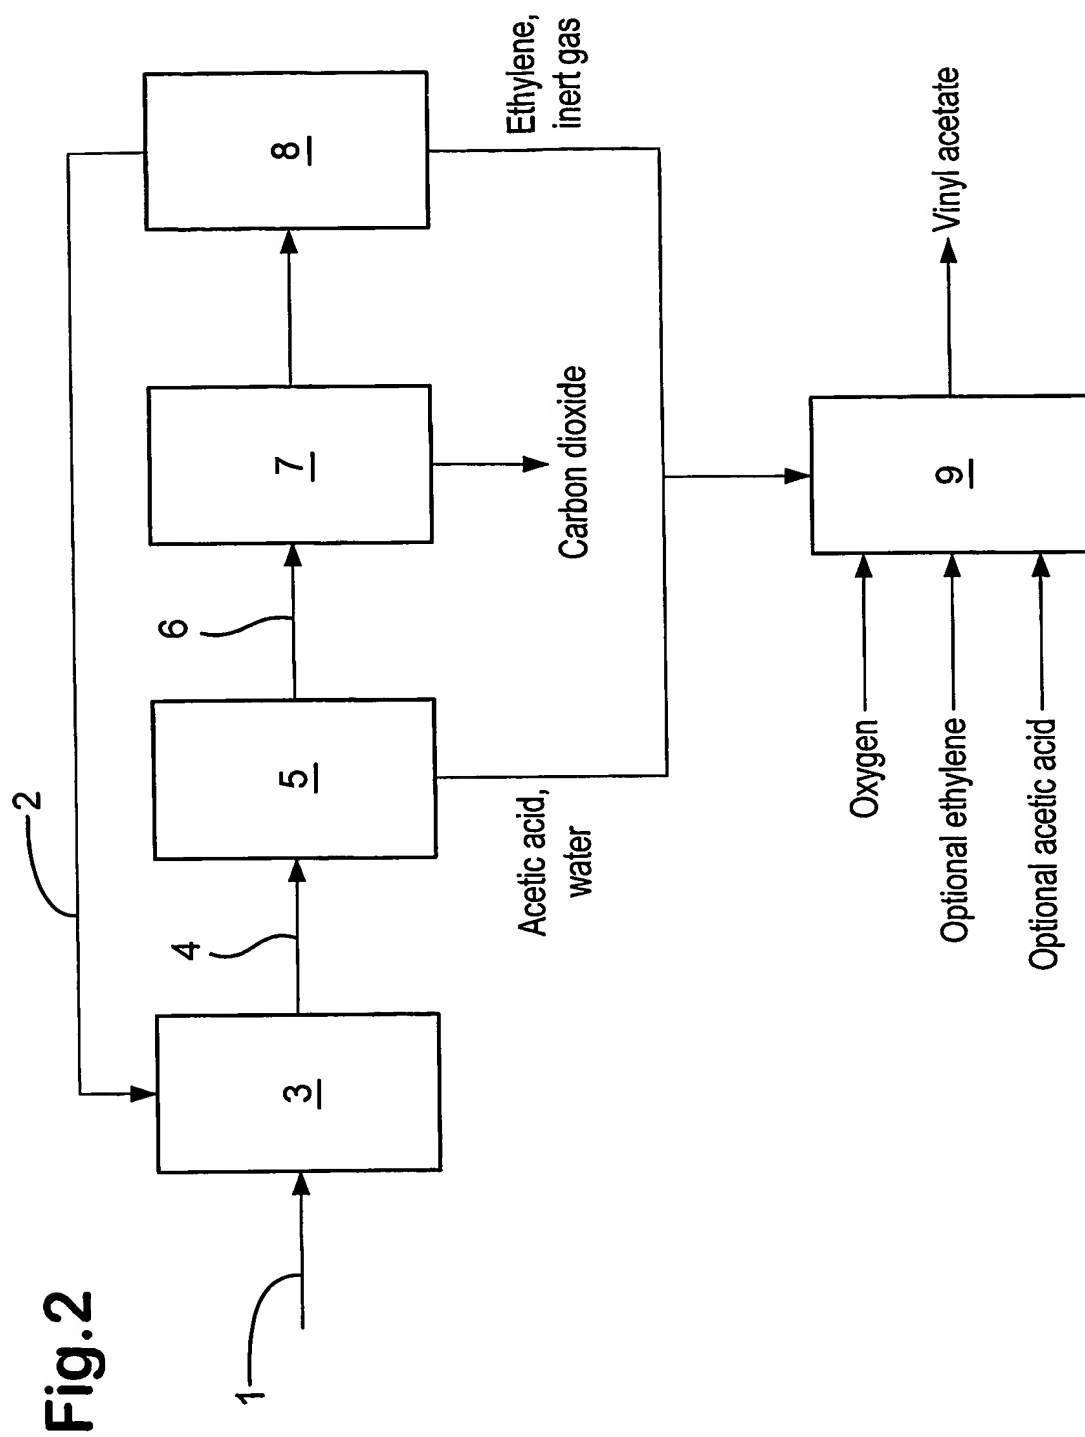 Fig.2
1
2
3
4
5
6
7
8
Acetic acid,
water
Carbon dioxide
Ethylene,
inert gas
Oxygen
Optional ethylene
Optional acetic acid
9
Vinyl acetate